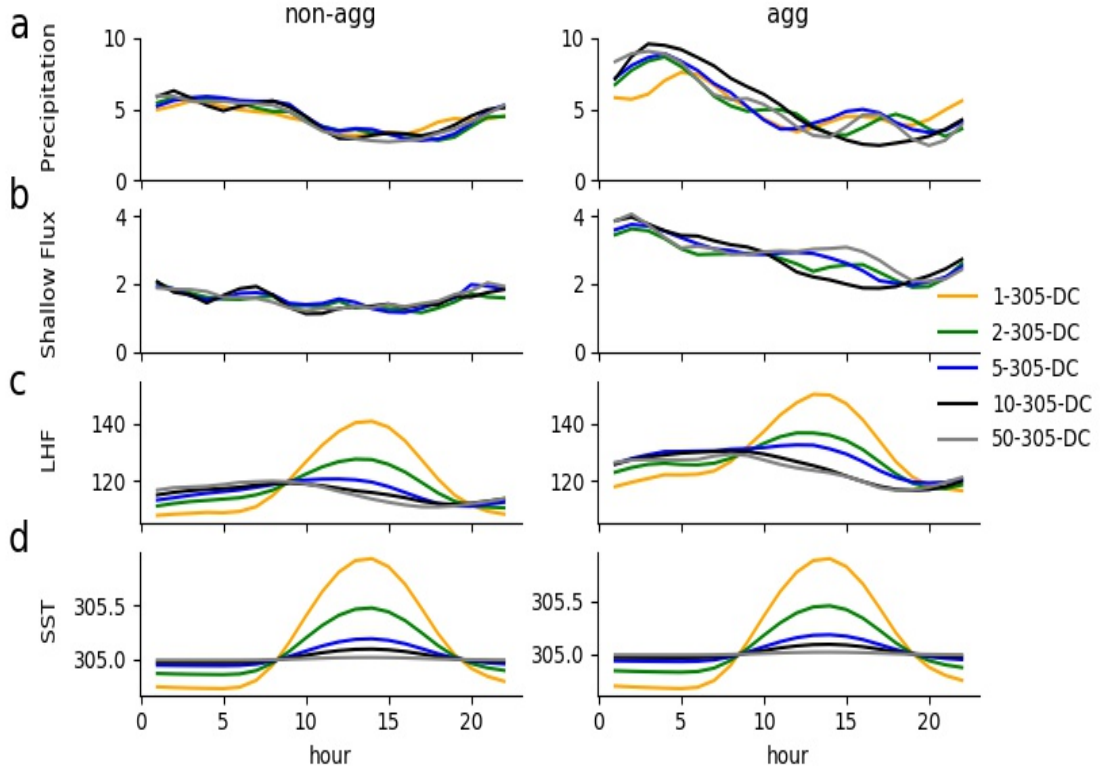 non-agg
agg
a
Precipitation
10
5
0
10
5
0
b
Shallow Flux
4
2
0
4
2
0
1-305-DC
2-305-DC
5-305-DC
10-305-DC
50-305-DC
c
LHF
140
120
140
120
d
SST
305.5
305.0
305.5
305.0
0 5 10 15 20
0 5 10 15 20
hour
hour